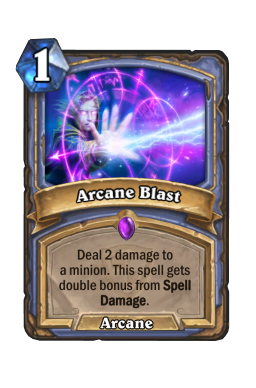 1
Arcane Blast
Deal 2 damage to
a minion. This spell gets
double bonus from Spell
Damage.
Arcane